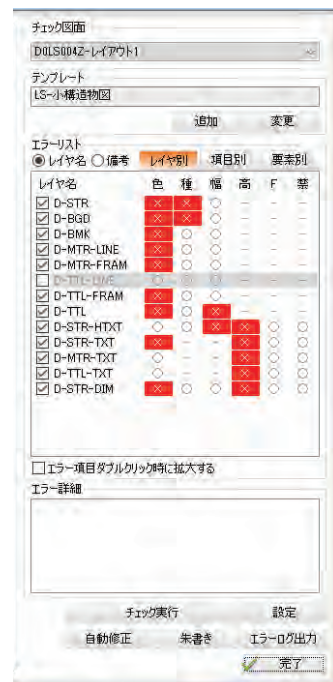 チェック図面
D0LS004Z-レイアウト1
テンプレート
LS-小構造物図
追加 変更
エラーリスト
レイヤ名 備考 レイヤ別 項目別 要素別
レイヤ名 色 種 幅 高 F 禁
D-STR × × ○ - - -
D-BGD × × ○ - - -
D-BMK × ○ ○ - - -
D-MTR-LINE × ○ ○ - - -
D-MTR-FRAM × ○ ○ - - -
D-TTL-LINE
D-TTL-FRAM × ○ ○ - - -
D-TTL ○ ○ × - - -
D-STR-HTXT ○ ○ × × ○ ○
D-STR-TXT × - - × ○ ○
D-MTR-TXT ○ - - × ○ ○
D-TTL-TXT ○ - - × ○ ○
D-STR-DIM × ○ ○ × ○ ○
エラー項目ダブルクリック時に拡大する
エラー詳細
チェック実行 設定
自動修正 朱書き エラーログ出力
完了